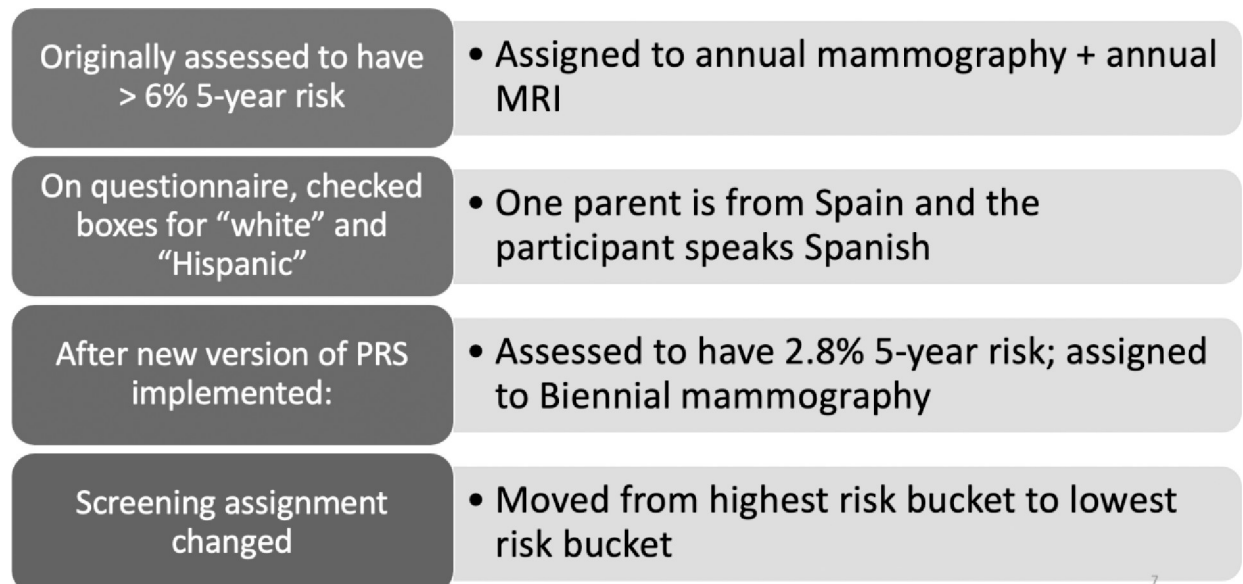 Originally assessed to have
> 6% 5-year risk
• Assigned to annual mammography + annual
MRI
On questionnaire, checked
boxes for “white” and
“Hispanic”
• One parent is from Spain and the
participant speaks Spanish
After new version of PRS
implemented:
• Assessed to have 2.8% 5-year risk; assigned
to Biennial mammography
Screening assignment
changed
• Moved from highest risk bucket to lowest
risk bucket
7